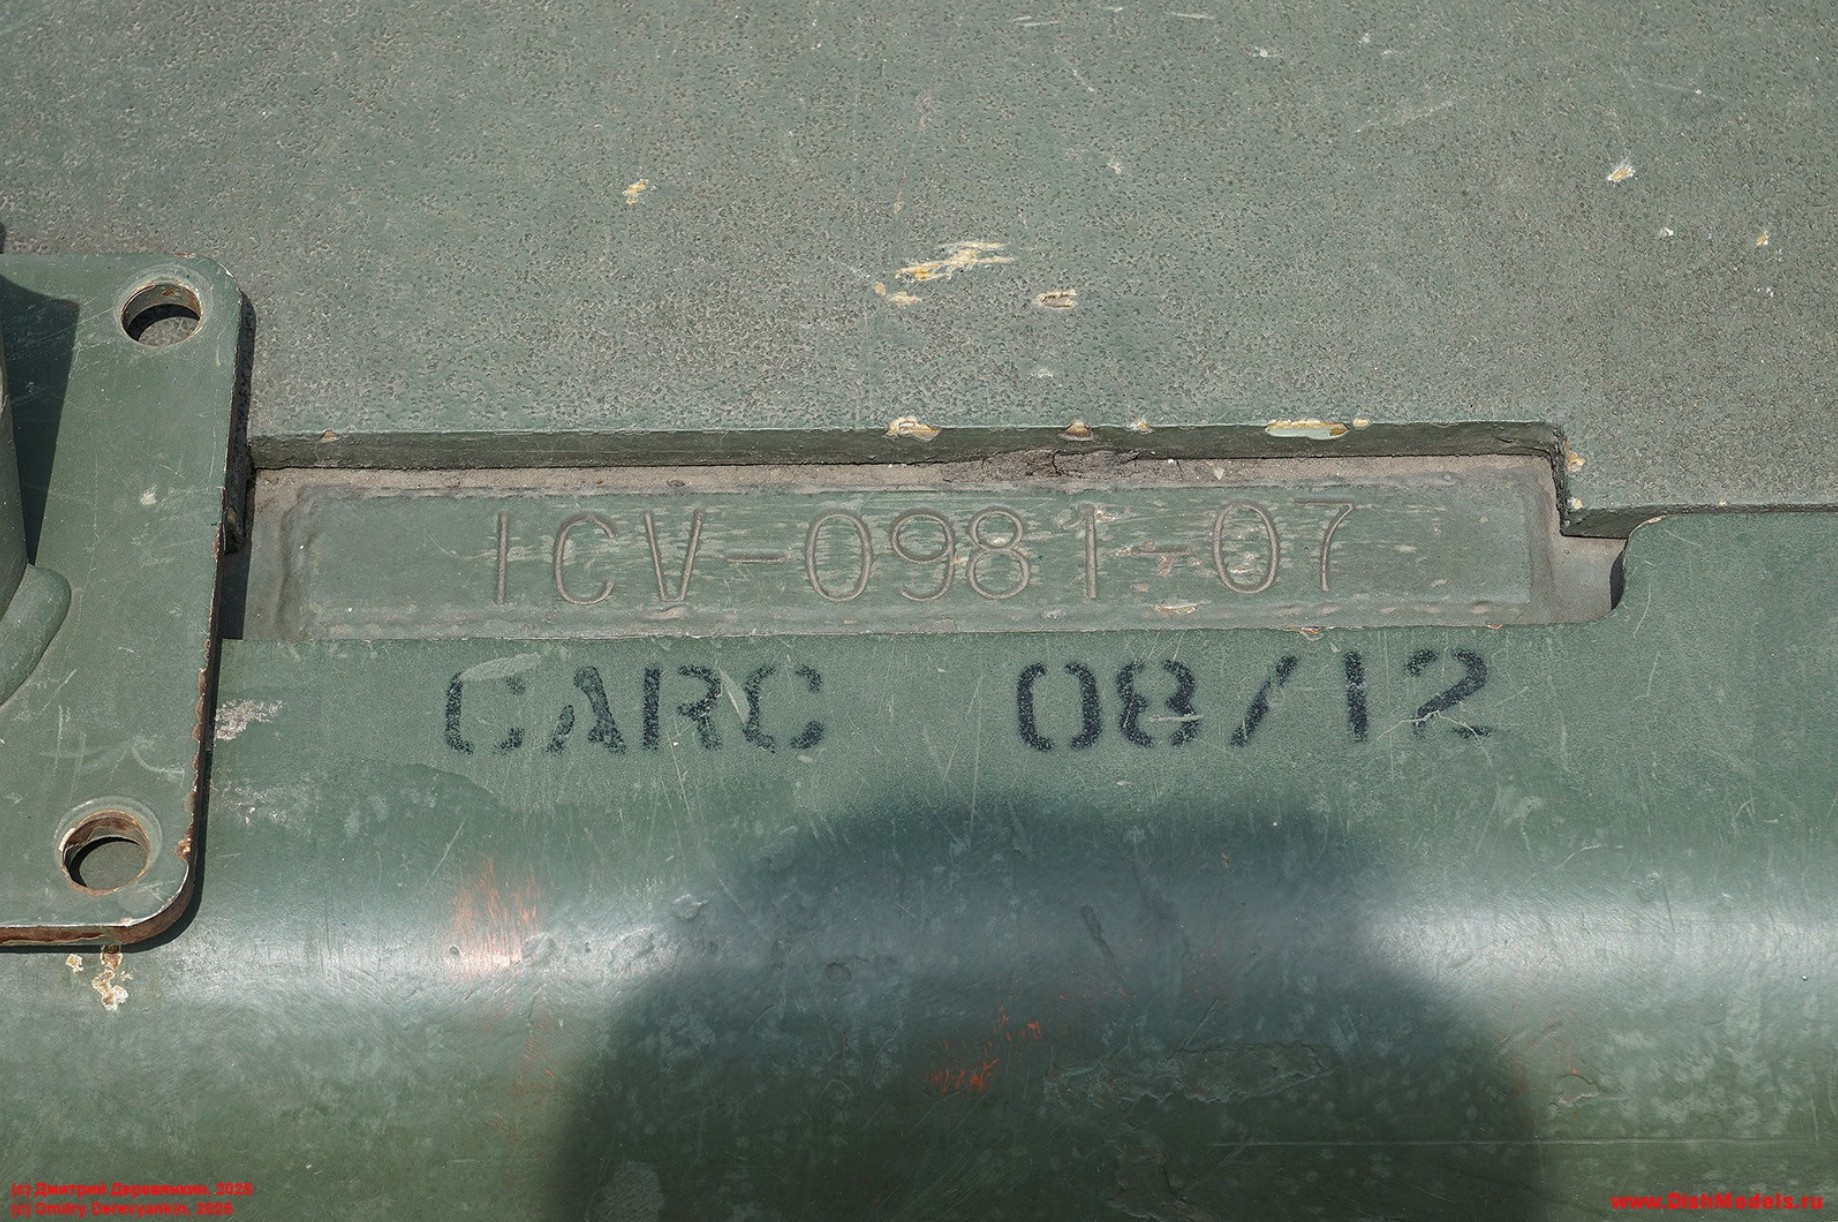 ICV-0981-07
CARC 08/12
(c) Дмитрий Деревянкин, 2025
(c) Dmitry Derevyankin, 2025
www.DishModels.ru